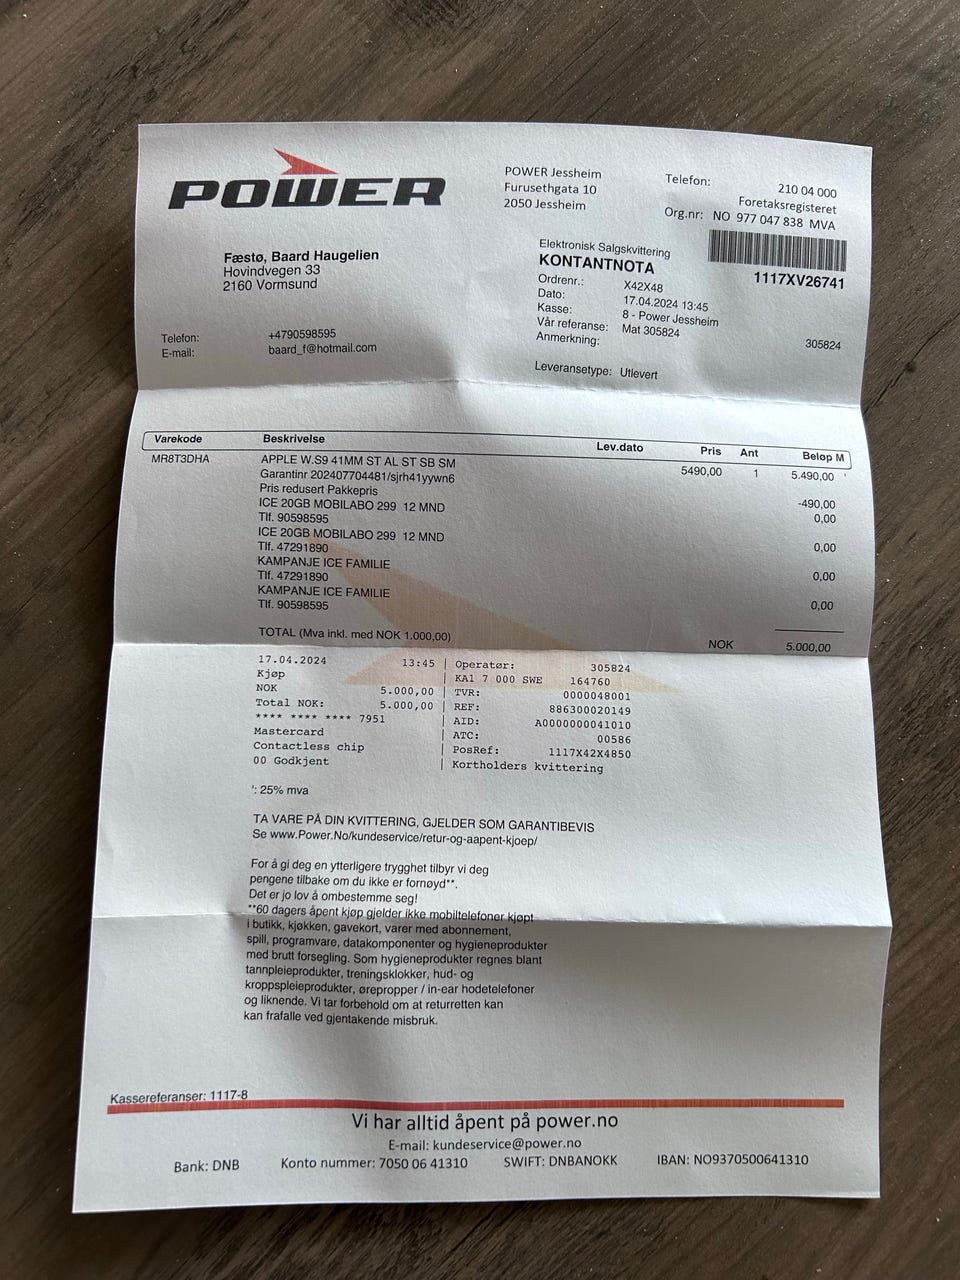 POWER
POWER Jessheim
Furusethgata 10
2050 Jessheim
Telefon: 210 04 000
Foretaksregisteret
Org.nr: NO 977 047 838 MVA
Fæstø, Baard Haugelien
Hovindvegen 33
2160 Vormsund
Elektronisk Salgskvittering
KONTANTNOTA
1117XV26741
Ordrenr.: X42X48
Dato: 17.04.2024 13:45
Kasse: 8 - Power Jessheim
Vår referanse: Mat 305824
Anmerkning: 305824
Leveransetype: Utlevert
Telefon: +4790598595
E-mail: baard_f@hotmail.com
Varekode Beskrivelse Lev.dato Pris Ant Beløp M
MR8T3DHA APPLE W.S9 41MM ST AL ST SB SM 5490,00 1 5.490,00 '
Garantinr 202407704481/sjrh41yywn6
Pris redusert Pakkepris -490,00
ICE 20GB MOBILABO 299 12 MND 0,00
Tlf. 90598595
ICE 20GB MOBILABO 299 12 MND 0,00
Tlf. 47291890
KAMPANJE ICE FAMILIE 0,00
Tlf. 47291890
KAMPANJE ICE FAMILIE 0,00
Tlf. 90598595
TOTAL (Mva inkl. med NOK 1.000,00) NOK 5.000,00
17.04.2024 13:45 | Operatør: 305824
Kjøp | KA1 7 000 SWE 164760
NOK 5.000,00 | TVR: 0000048001
Total NOK: 5.000,00 | REF: 886300020149
**** **** **** 7951 | AID: A0000000041010
Mastercard | ATC: 00586
Contactless chip | PosRef: 1117X42X4850
00 Godkjent | Kortholders kvittering
': 25% mva
TA VARE PÅ DIN KVITTERING, GJELDER SOM GARANTIBEVIS
Se www.Power.No/kundeservice/retur-og-aapent-kjoep/
For å gi deg en ytterligere trygghet tilbyr vi deg
pengene tilbake om du ikke er fornøyd**.
Det er jo lov å ombestemme seg!
**60 dagers åpent kjøp gjelder ikke mobiltelefoner kjøpt
i butikk, kjøkken, gavekort, varer med abonnement,
spill, programvare, datakomponenter og hygieneprodukter
med brutt forsegling. Som hygieneprodukter regnes blant
tannpleieprodukter, treningsklokker, hud- og
kroppspleieprodukter, ørepropper / in-ear hodetelefoner
og liknende. Vi tar forbehold om at returretten kan
kan frafalle ved gjentakende misbruk.
Kassereferanser: 1117-8
Vi har alltid åpent på power.no
E-mail: kundeservice@power.no
Bank: DNB Konto nummer: 7050 06 41310 SWIFT: DNBANOKK IBAN: NO9370500641310